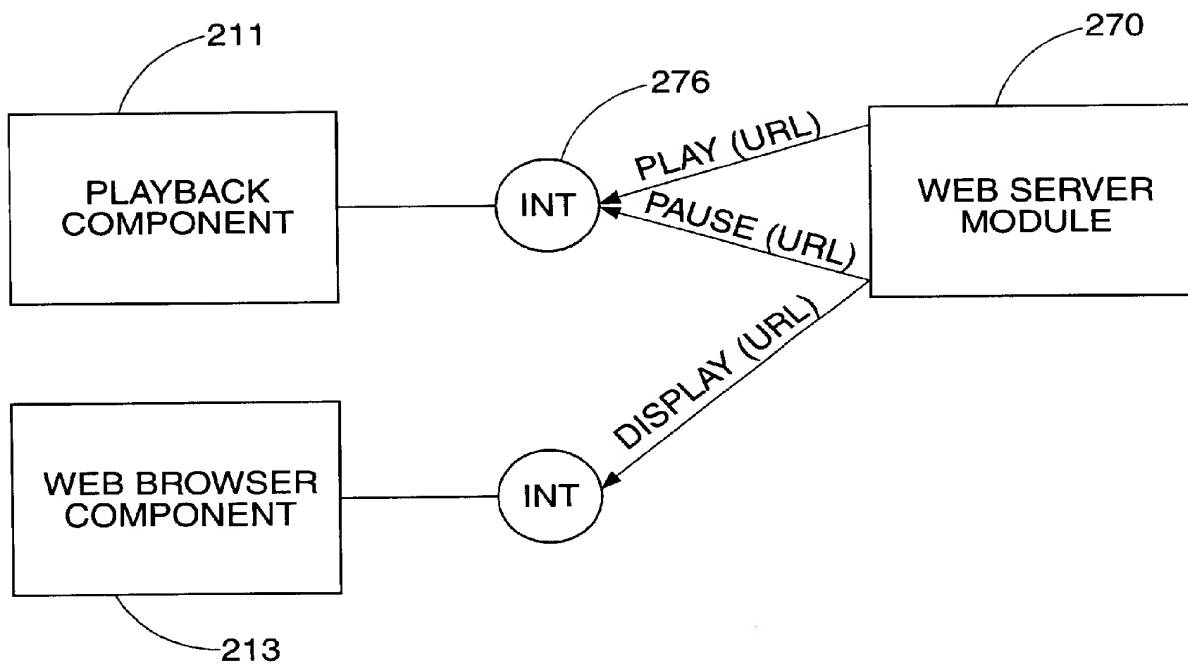 211
270
276
PLAYBACK
COMPONENT
INT
PLAY (URL)
PAUSE (URL)
WEB SERVER
MODULE
DISPLAY (URL)
WEB BROWSER
COMPONENT
INT
213